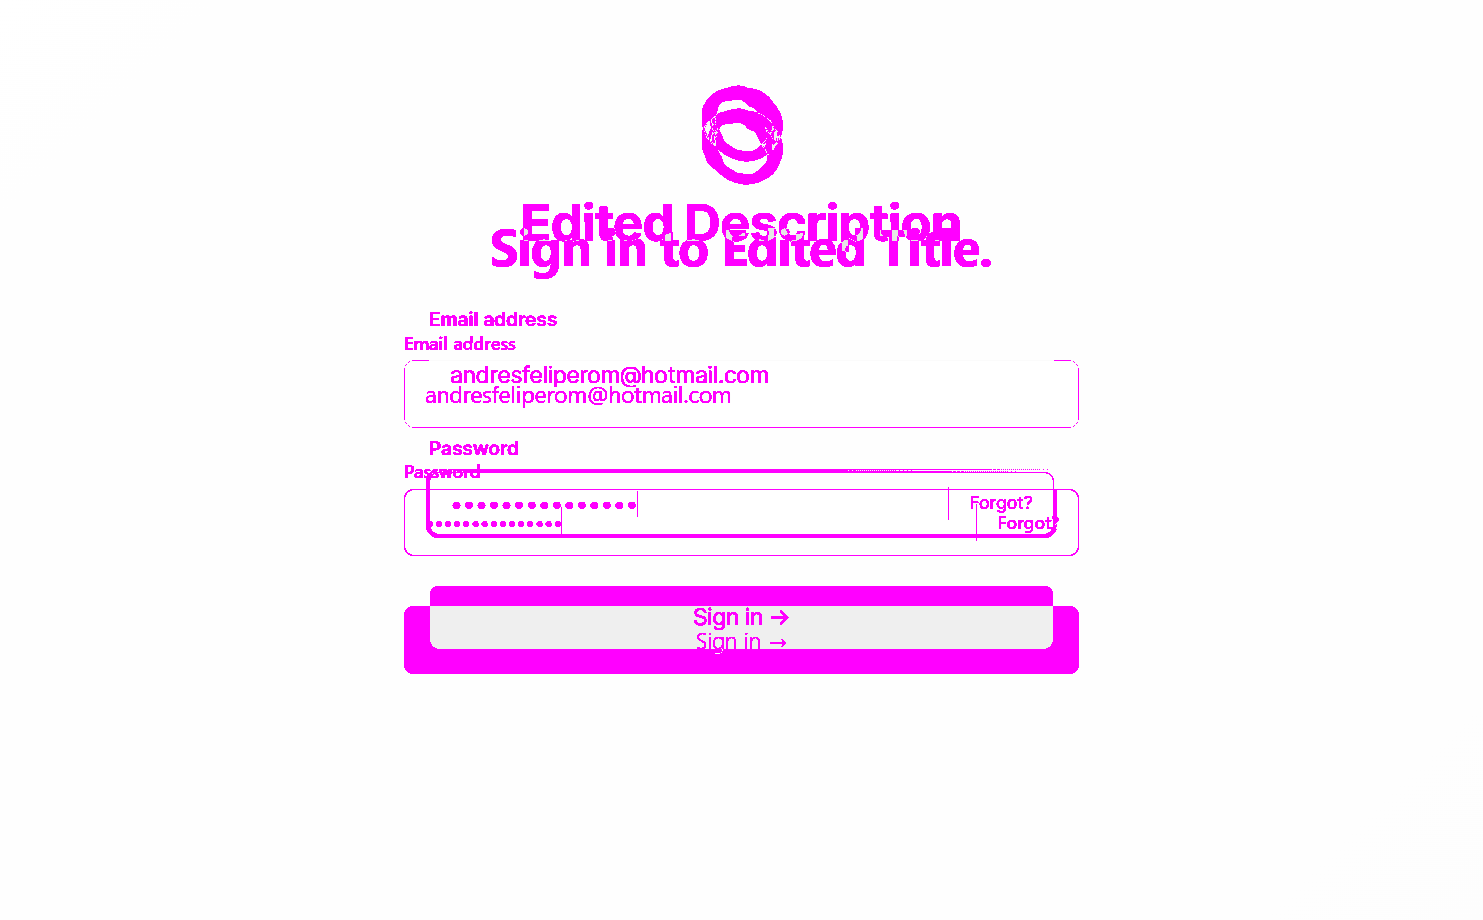 Edited Description
Sign in to Edited Title.
Email address
Email address
andresfeliperom@hotmail.com
andresfeliperom@hotmail.com
Password
Password
Forgot?
Forgot?
Sign in →
Sign in →